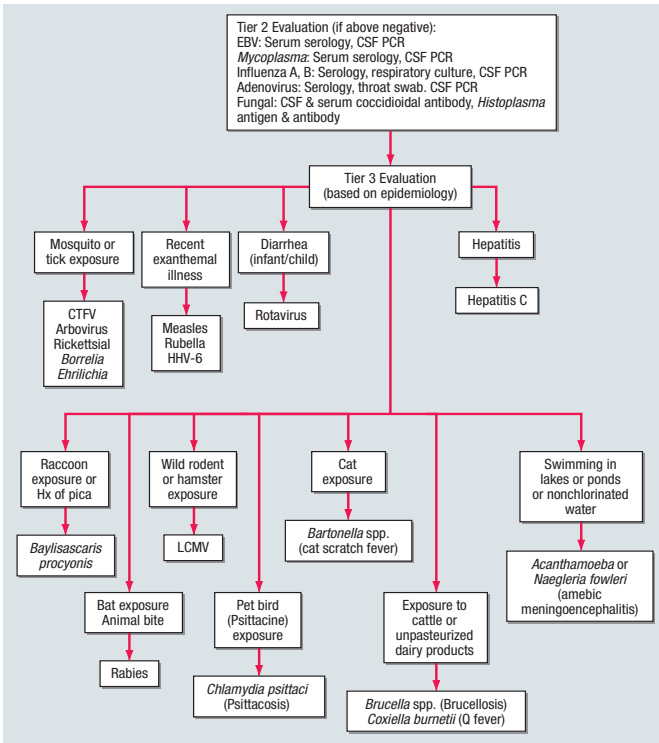 Tier 2 Evaluation (if above negative):
EBV: Serum serology, CSF PCR
Mycoplasma: Serum serology, CSF PCR
Influenza A, B: Serology, respiratory culture, CSF PCR
Adenovirus: Serology, throat swab. CSF PCR
Fungal: CSF & serum coccidioidal antibody, Histoplasma
antigen & antibody
Tier 3 Evaluation
(based on epidemiology)
Mosquito or
tick exposure
CTFV
Arbovirus
Rickettsial
Borrelia
Ehrilichia
Recent
exanthemal
illness
Measles
Rubella
HHV-6
Diarrhea
(infant/child)
Rotavirus
Hepatitis
Hepatitis C
Raccoon
exposure or
Hx of pica
Baylisascaris
procyonis
Bat exposure
Animal bite
Rabies
Wild rodent
or hamster
exposure
LCMV
Pet bird
(Psittacine)
exposure
Chlamydia psittaci
(Psittacosis)
Cat
exposure
Bartonella spp.
(cat scratch fever)
Exposure to
cattle or
unpasteurized
dairy products
Brucella spp. (Brucellosis)
Coxiella burnetii (Q fever)
Swimming in
lakes or ponds
or nonchlorinated
water
Acanthamoeba or
Naegleria fowleri
(amebic
meningoencephalitis)